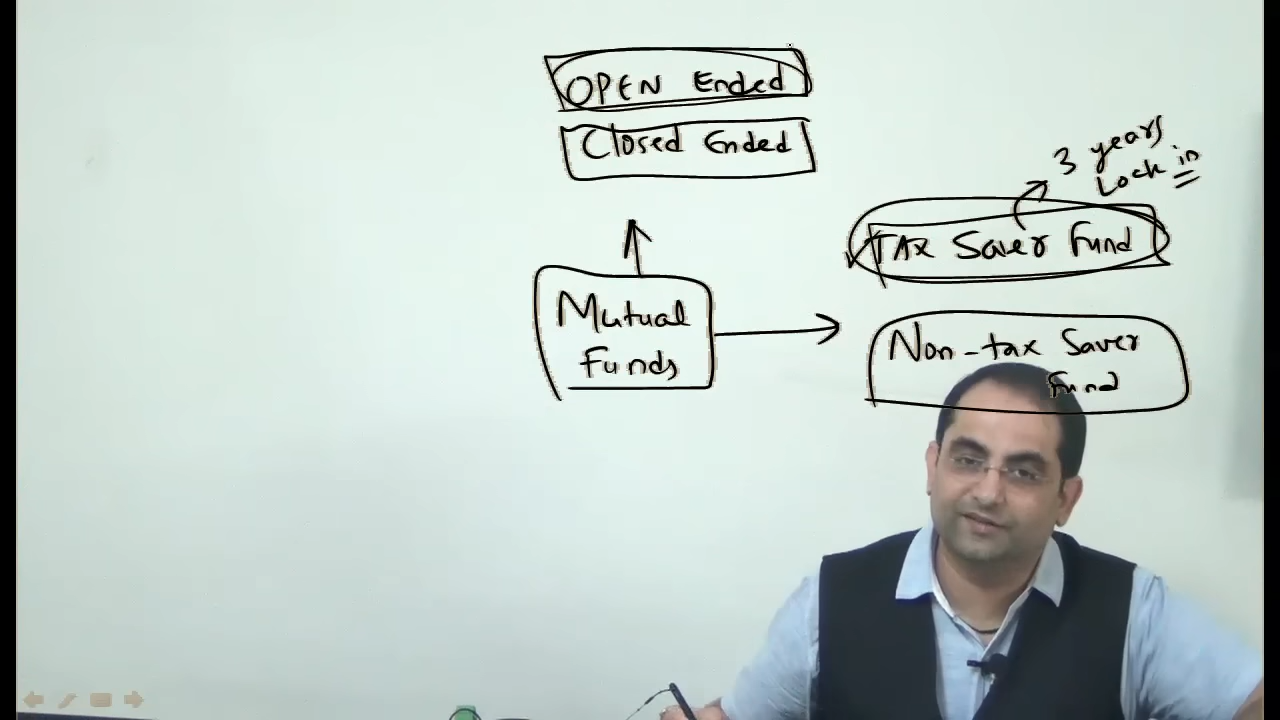 OPEN Ended
Closed Ended
3 years
Lock in
TAX Saver Fund
Mutual
Funds
Non-tax Saver
Fund